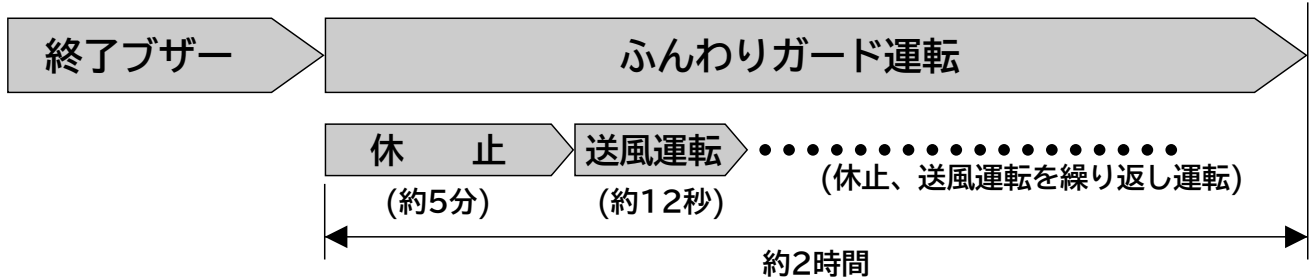 終了ブザー
ふんわりガード運転
休　　止
送風運転
(約5分)
(約12秒)
(休止、送風運転を繰り返し運転)
約2時間